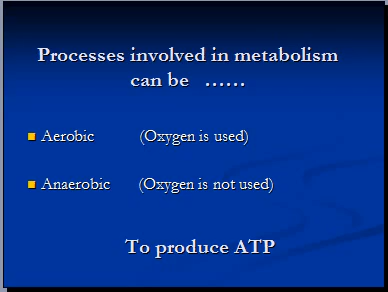 Processes involved in metabolism
can be ……
Aerobic (Oxygen is used)
Anaerobic (Oxygen is not used)
To produce ATP